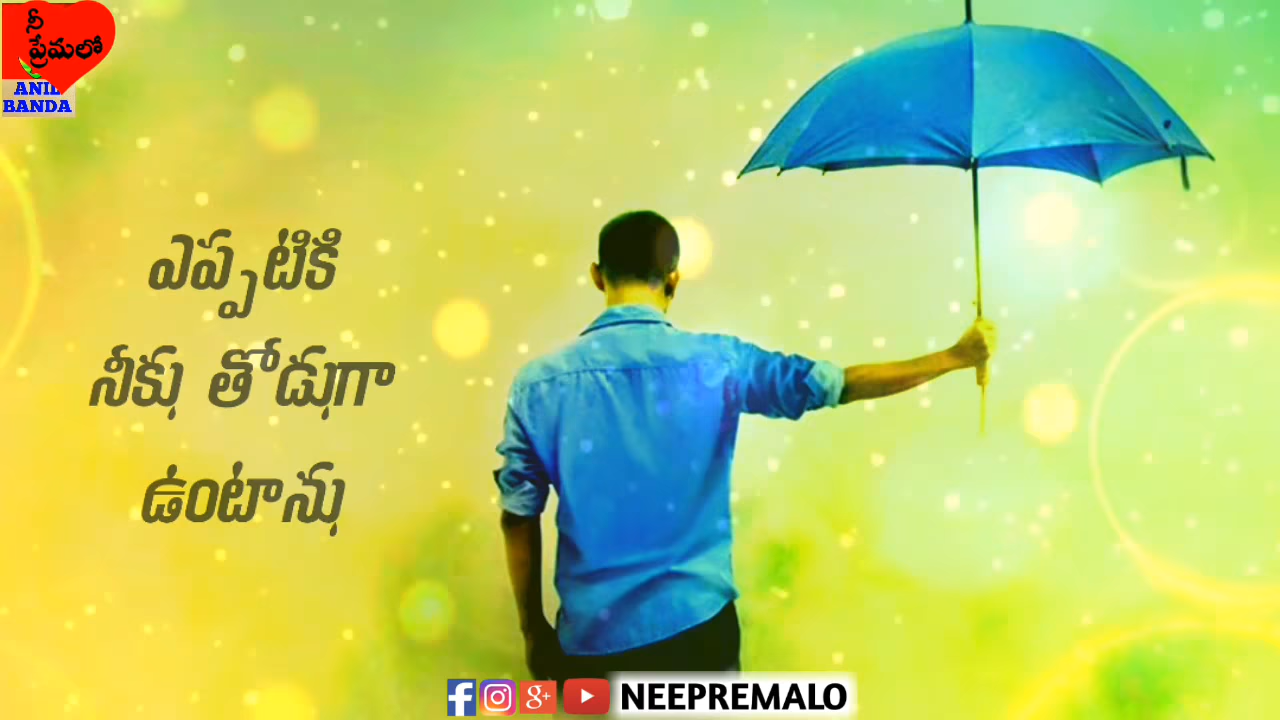 నీ
ప్రేమలో
ANIL
BANDA
ఎప్పటికి
నీకు తోడుగా
ఉంటాను
NEEPREMALO